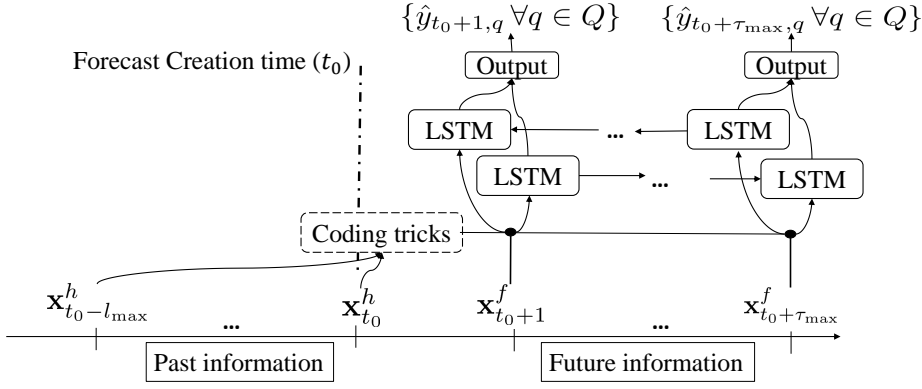 {ŷ_{t_0+1,q} ∀q ∈ Q} {ŷ_{t_0+τ_max,q} ∀q ∈ Q}
Forecast Creation time (t_0)
Output Output
LSTM ... LSTM
LSTM ... LSTM
Coding tricks
x^h_{t_0−l_max} x^h_{t_0} x^f_{t_0+1} x^f_{t_0+τ_max}
... ...
Past information Future information